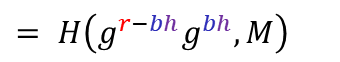 = H(g^{r-bh} g^{bh}, M)